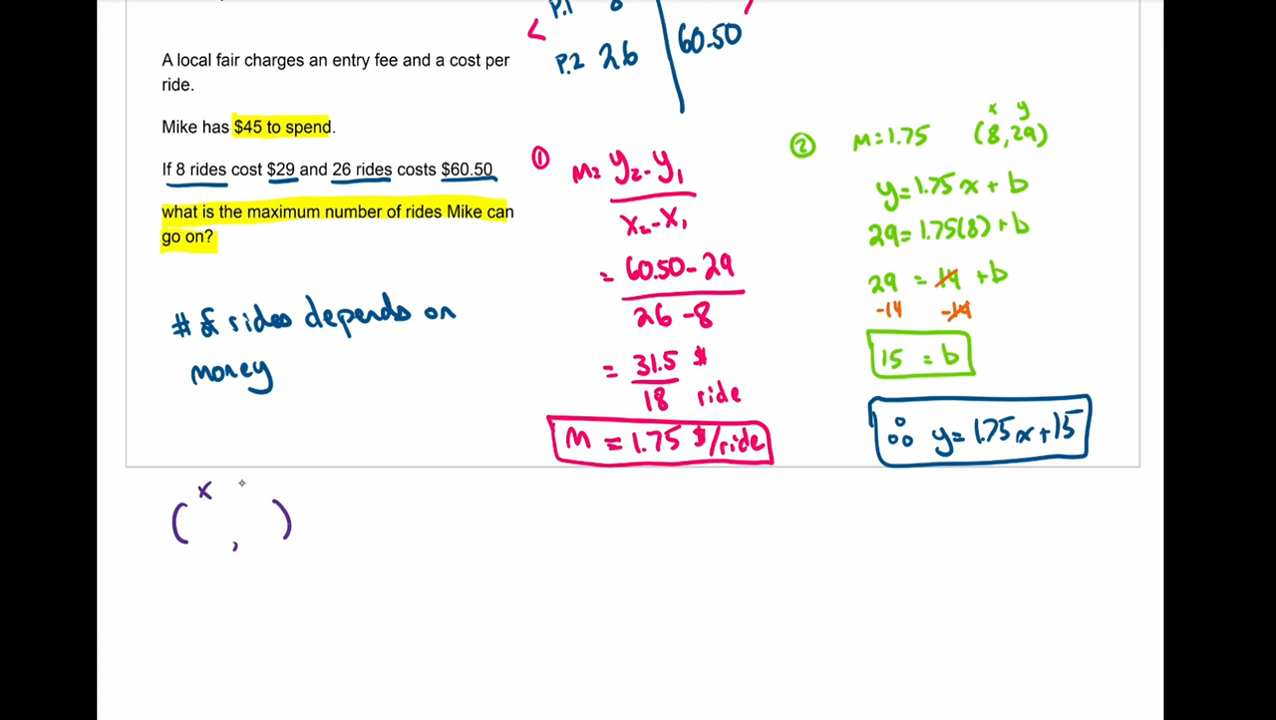 P.1 8
P.2 26 60.50
A local fair charges an entry fee and a cost per
ride.
Mike has $45 to spend.
If 8 rides cost $29 and 26 rides costs $60.50
what is the maximum number of rides Mike can
go on?
# of rides depends on
money
①
m= y₂-y₁
x₂-x₁
= 60.50-29
26-8
= 31.5 $
18 ride
m = 1.75 $/ride
②
x y
m=1.75 (8,29)
y=1.75x+b
29=1.75(8)+b
29 = 14 +b
-14 -14
15 = b
∴ y=1.75x+15
x
( , )